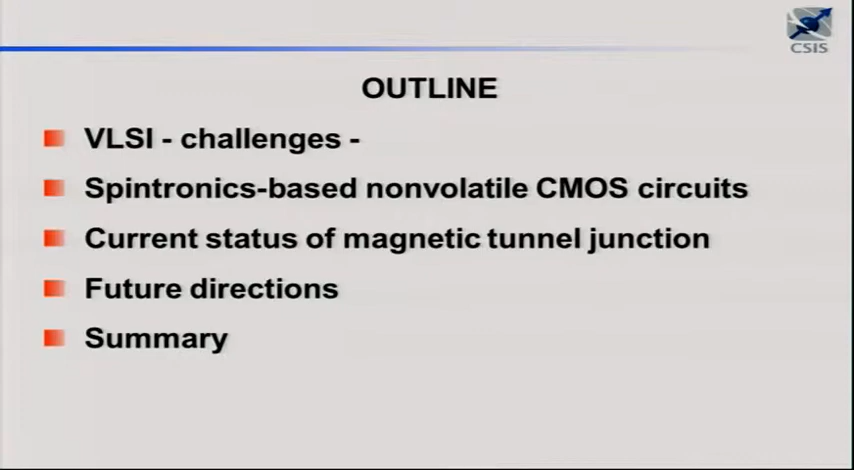 CSIS
OUTLINE
VLSI - challenges -
Spintronics-based nonvolatile CMOS circuits
Current status of magnetic tunnel junction
Future directions
Summary